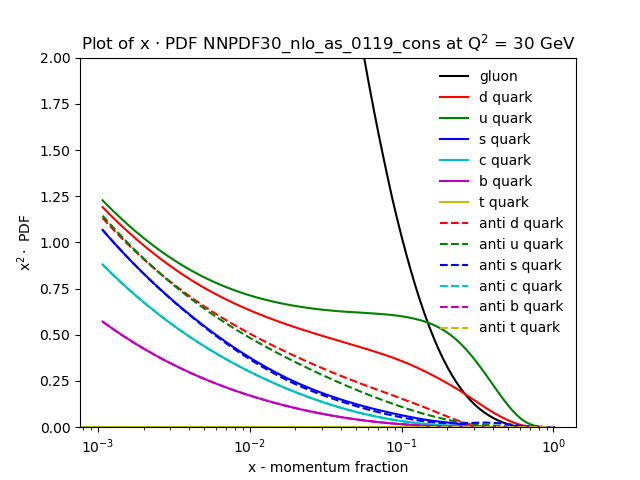 Plot of x · PDF NNPDF30_nlo_as_0119_cons at Q² = 30 GeV
2.00
1.75
1.50
1.25
1.00
0.75
0.50
0.25
0.00
x² · PDF
gluon
d quark
u quark
s quark
c quark
b quark
t quark
anti d quark
anti u quark
anti s quark
anti c quark
anti b quark
anti t quark
10⁻³ 10⁻² 10⁻¹ 10⁰
x - momentum fraction